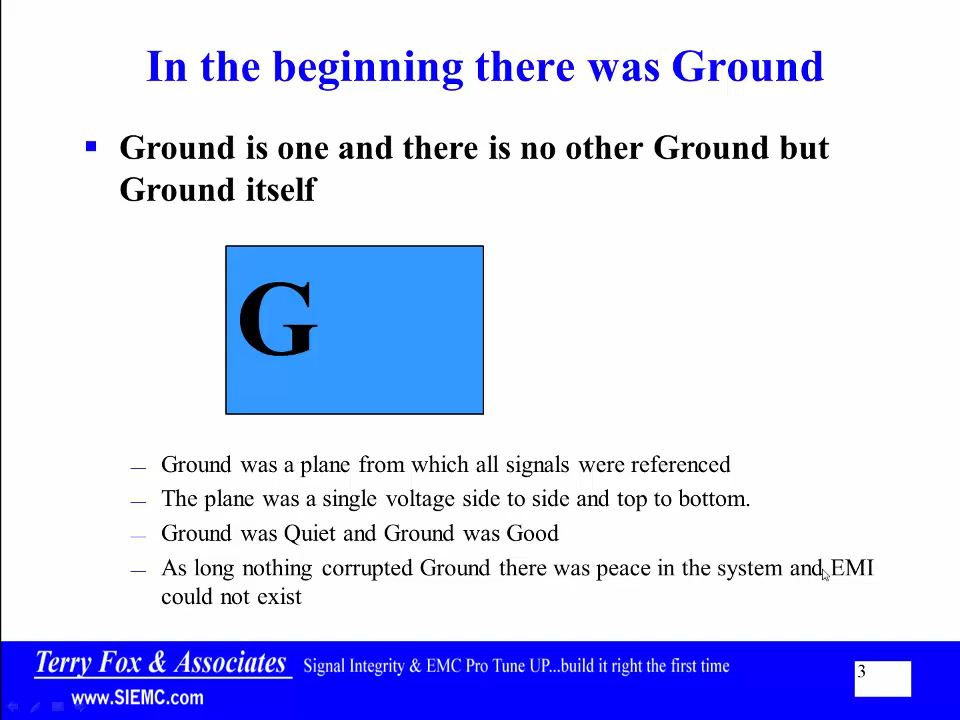 In the beginning there was Ground
Ground is one and there is no other Ground but
Ground itself
G
Ground was a plane from which all signals were referenced
The plane was a single voltage side to side and top to bottom.
Ground was Quiet and Ground was Good
As long nothing corrupted Ground there was peace in the system and EMI
could not exist
Terry Fox & Associates Signal Integrity & EMC Pro Tune UP...build it right the first time
www.SIEMC.com
3